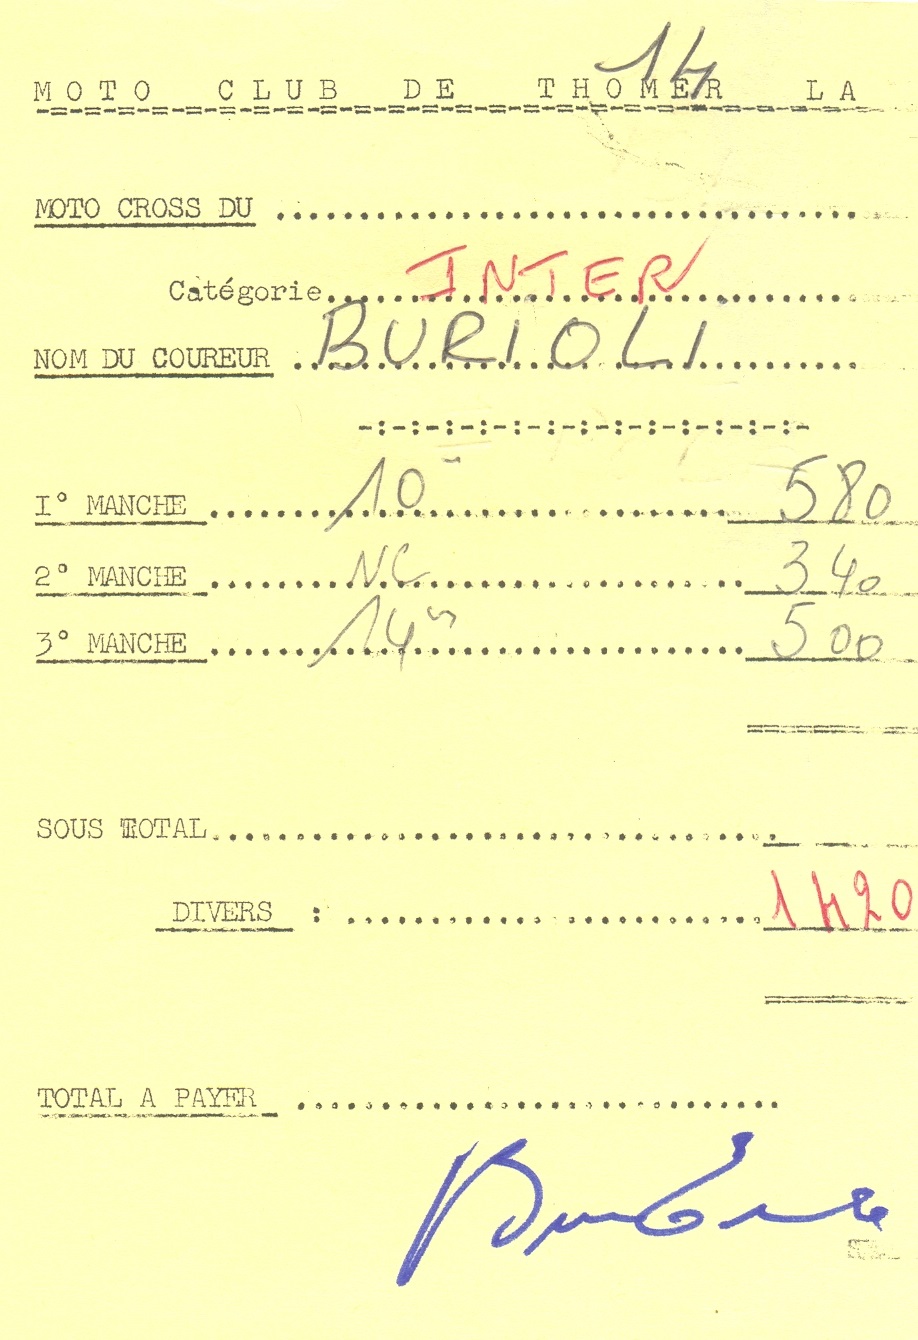 14
MOTO CLUB DE THOMER LA
MOTO CROSS DU ........................................
Catégorie........INTER........
NOM DU COUREUR ..BURIOLI..........
-:-:-:-:-:-:-:-:-:-:-:-:-
1° MANCHE ........10........ 580
2° MANCHE ........NC........ 340
3° MANCHE ........14........ 500
SOUS TOTAL........................................
DIVERS : .............................. 1420
TOTAL A PAYER ..............................